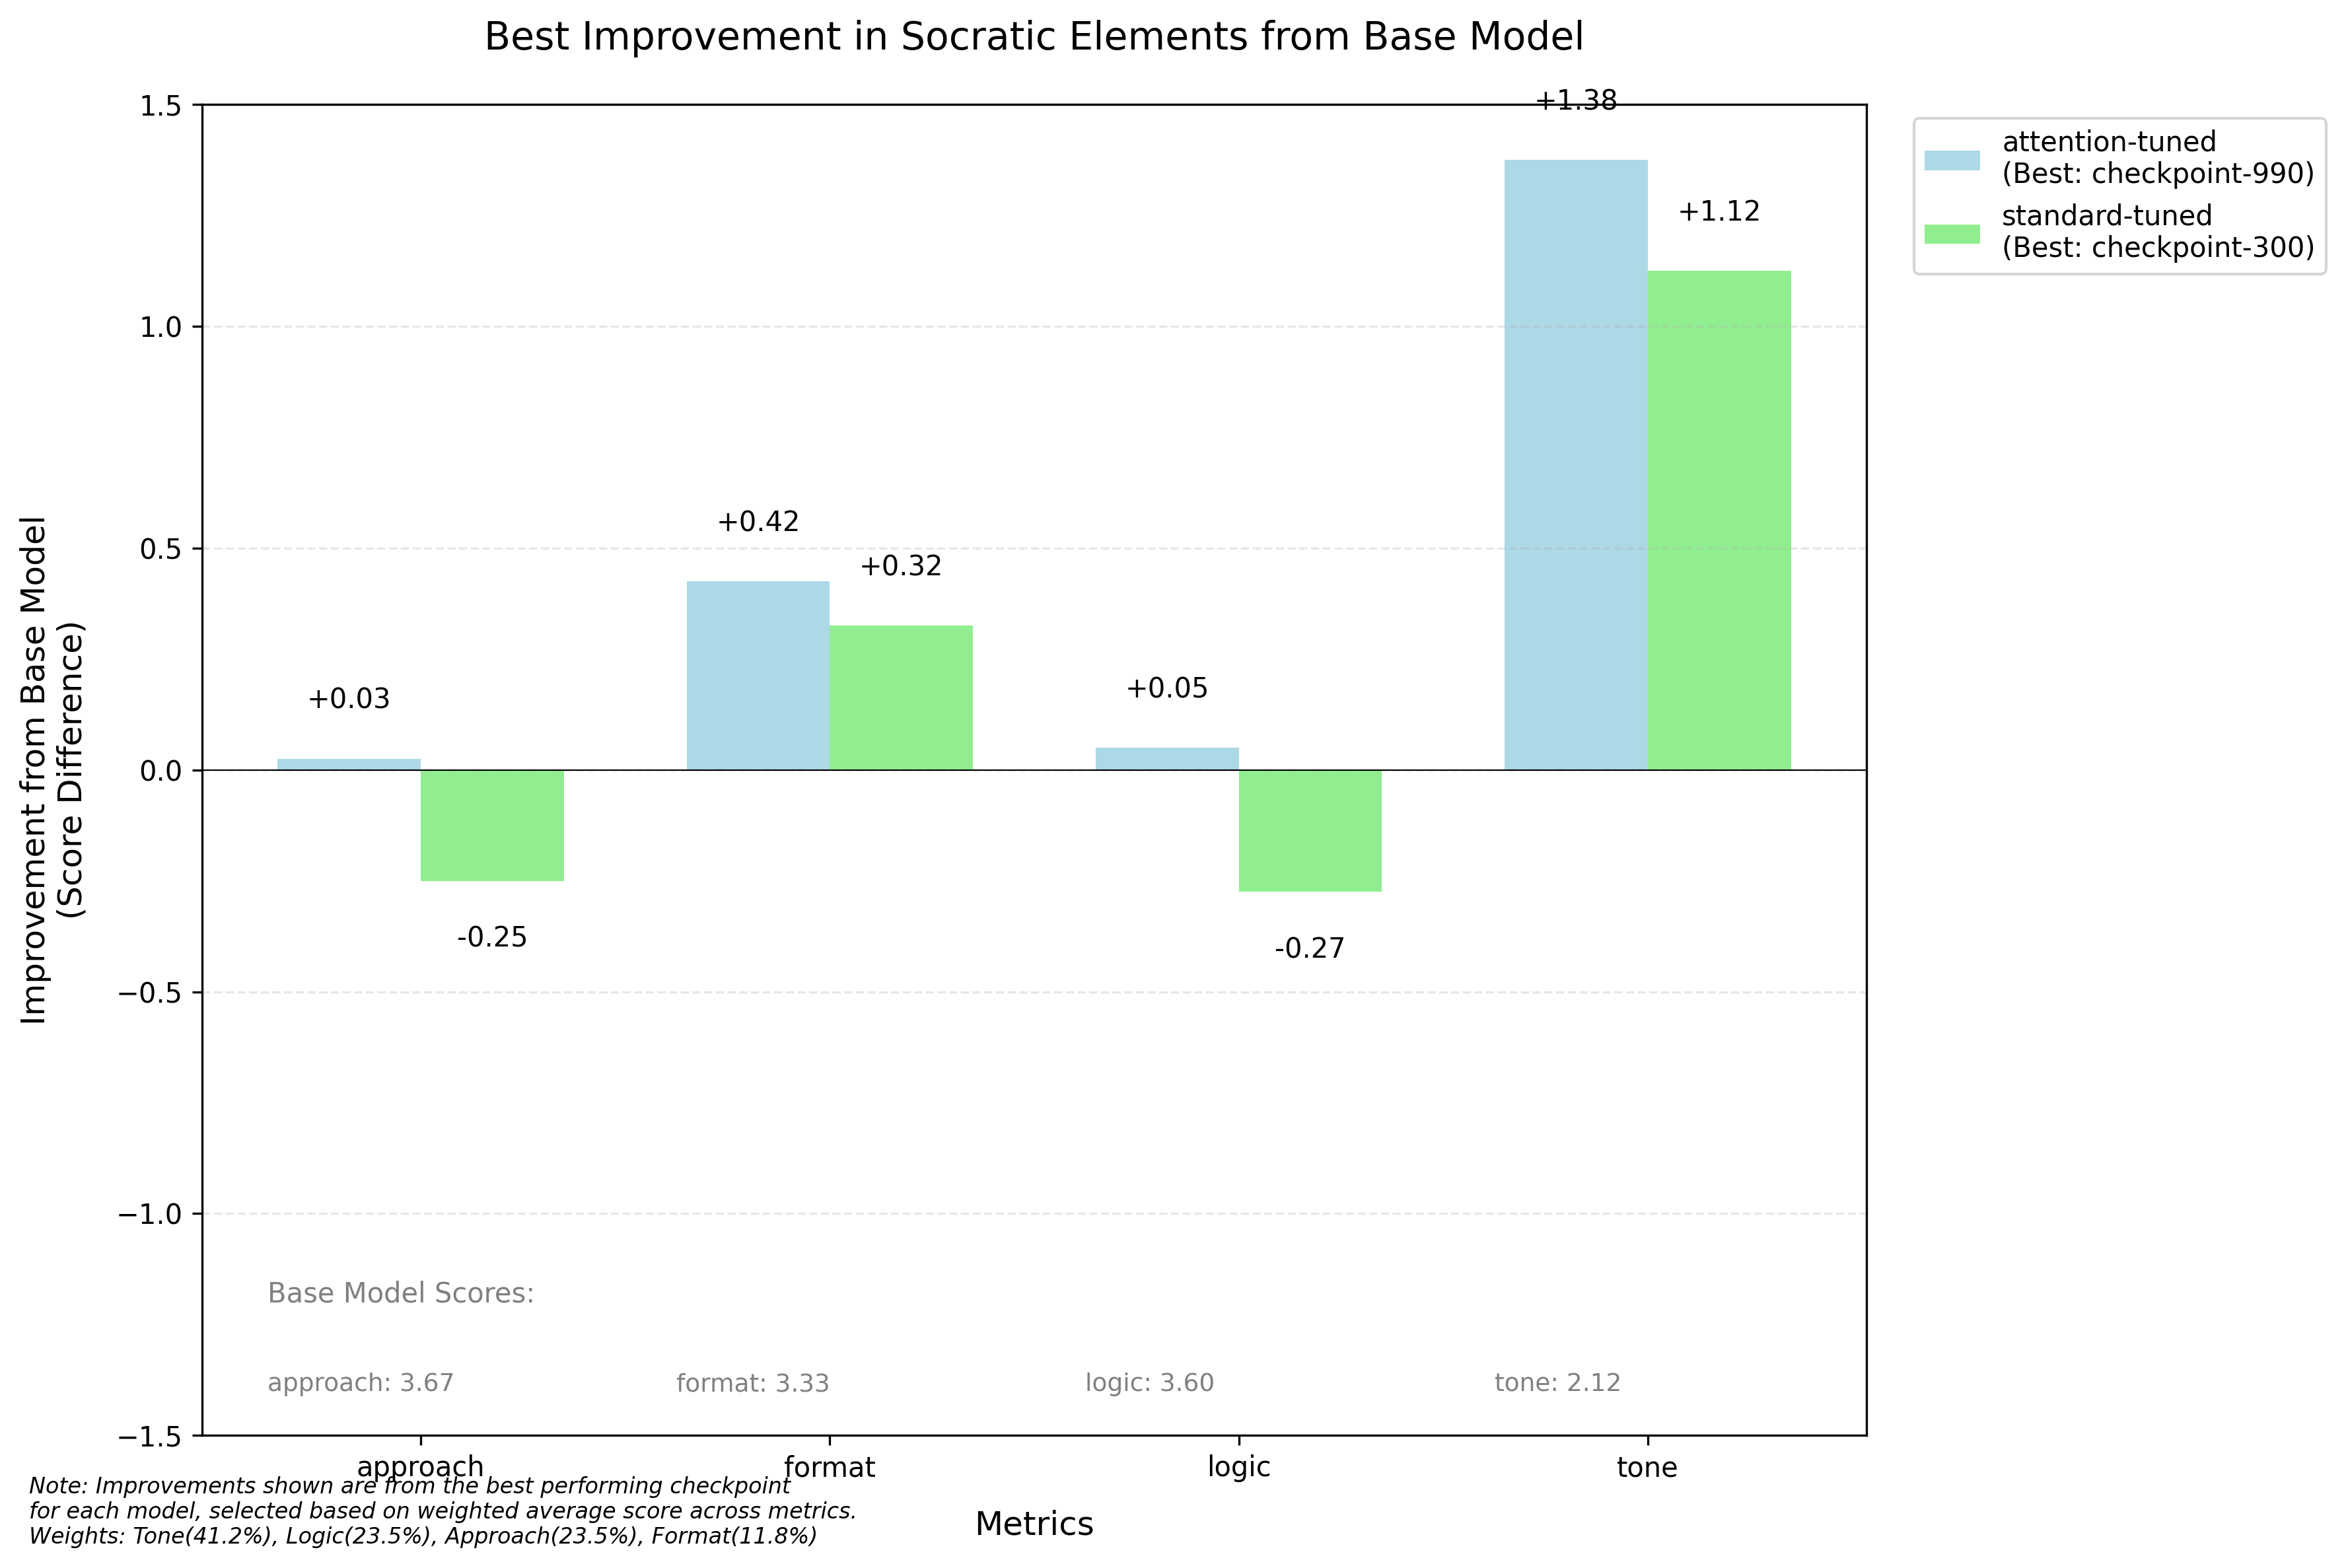 Best Improvement in Socratic Elements from Base Model
Improvement from Base Model
(Score Difference)
1.5
1.0
0.5
0.0
−0.5
−1.0
−1.5
+1.38
+1.12
+0.42
+0.32
+0.03
+0.05
-0.25
-0.27
attention-tuned
(Best: checkpoint-990)
standard-tuned
(Best: checkpoint-300)
Base Model Scores:
approach: 3.67
format: 3.33
logic: 3.60
tone: 2.12
approach
format
logic
tone
Metrics
Note: Improvements shown are from the best performing checkpoint
for each model, selected based on weighted average score across metrics.
Weights: Tone(41.2%), Logic(23.5%), Approach(23.5%), Format(11.8%)